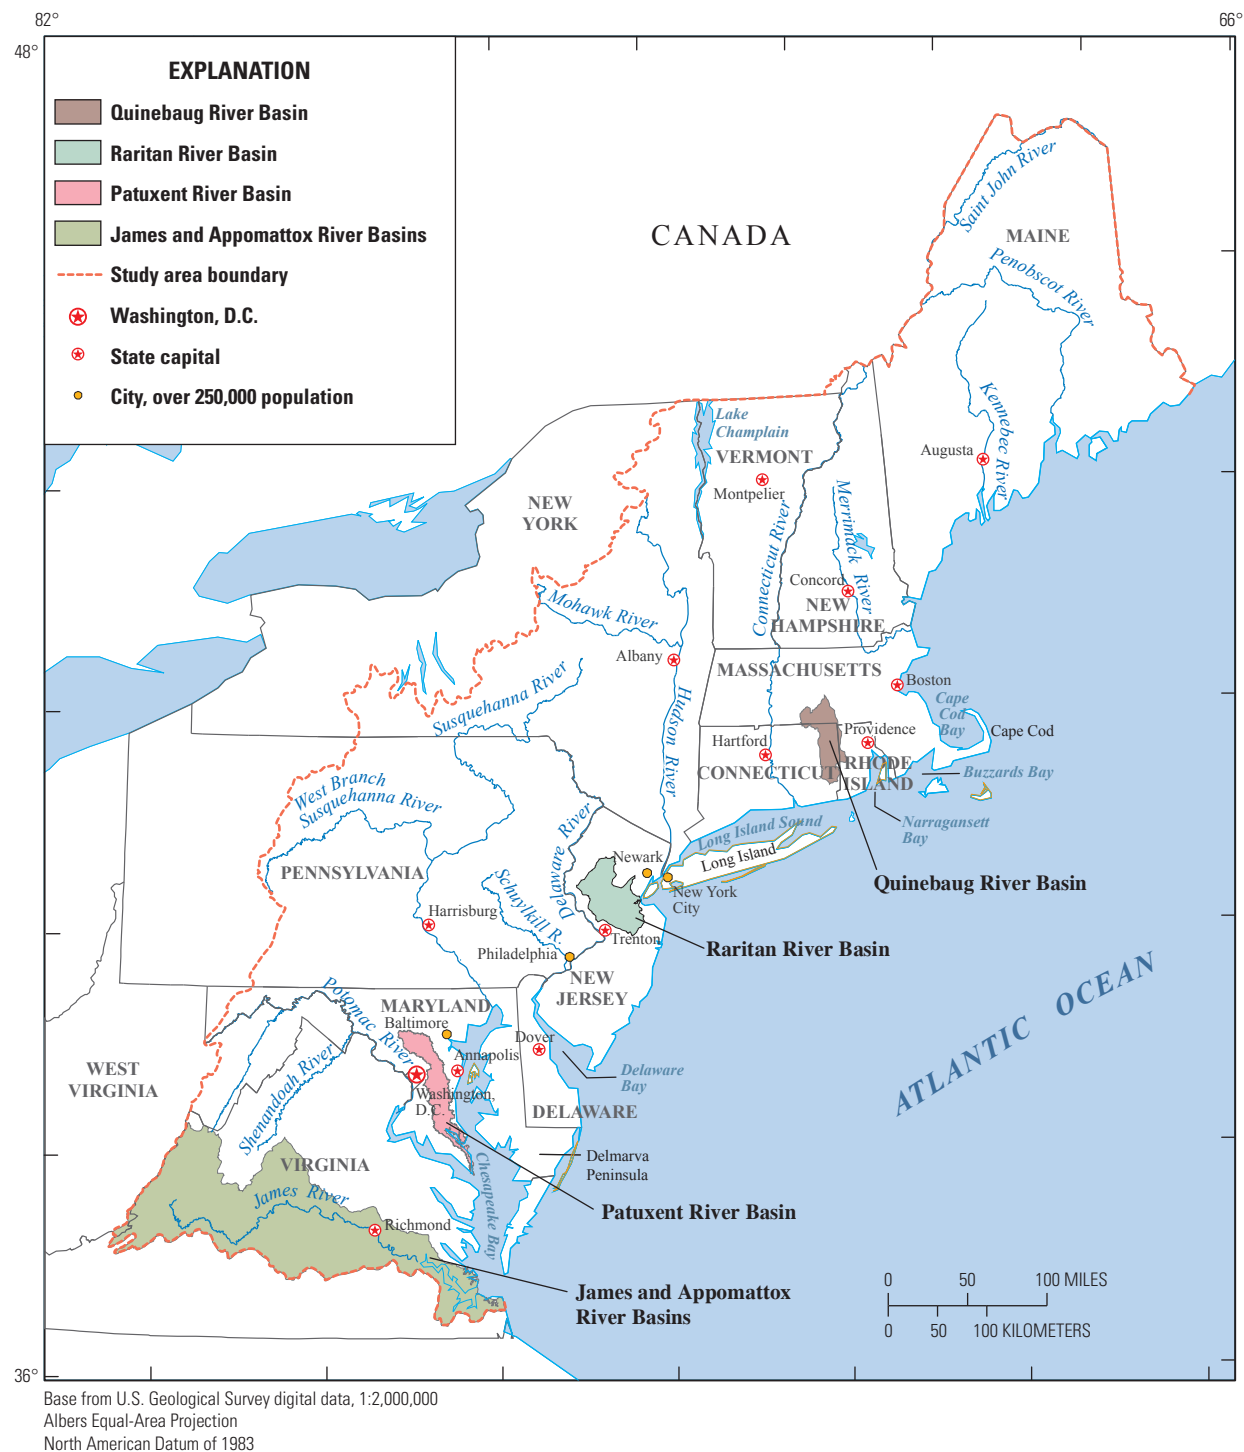 82°
66°
48°
EXPLANATION
Quinebaug River Basin
Raritan River Basin
Patuxent River Basin
James and Appomattox River Basins
Study area boundary
Washington, D.C.
State capital
City, over 250,000 population
CANADA
Saint John River
MAINE
Penobscot River
Kennebec River
Augusta
Lake
Champlain
VERMONT
Montpelier
NEW
YORK
Connecticut River
Merrimack River
Concord
NEW
HAMPSHIRE
Mohawk River
Albany
MASSACHUSETTS
Boston
Susquehanna River
Hudson River
Cape
Cod
Bay
Cape Cod
Providence
Hartford
CONNECTICUT
RHODE
ISLAND
Buzzards Bay
Narragansett
Bay
West Branch
Susquehanna River
Delaware River
Long Island Sound
Long Island
Newark
New York
City
Quinebaug River Basin
PENNSYLVANIA
Schuylkill R.
Harrisburg
Trenton
Raritan River Basin
Philadelphia
NEW
JERSEY
Potomac River
MARYLAND
Baltimore
Dover
Annapolis
Delaware
Bay
ATLANTIC OCEAN
WEST
VIRGINIA
Shenandoah River
Washington,
D.C.
DELAWARE
Delmarva
Peninsula
VIRGINIA
Chesapeake Bay
James River
Richmond
Patuxent River Basin
James and Appomattox
River Basins
0 50 100 MILES
0 50 100 KILOMETERS
36°
Base from U.S. Geological Survey digital data, 1:2,000,000
Albers Equal-Area Projection
North American Datum of 1983